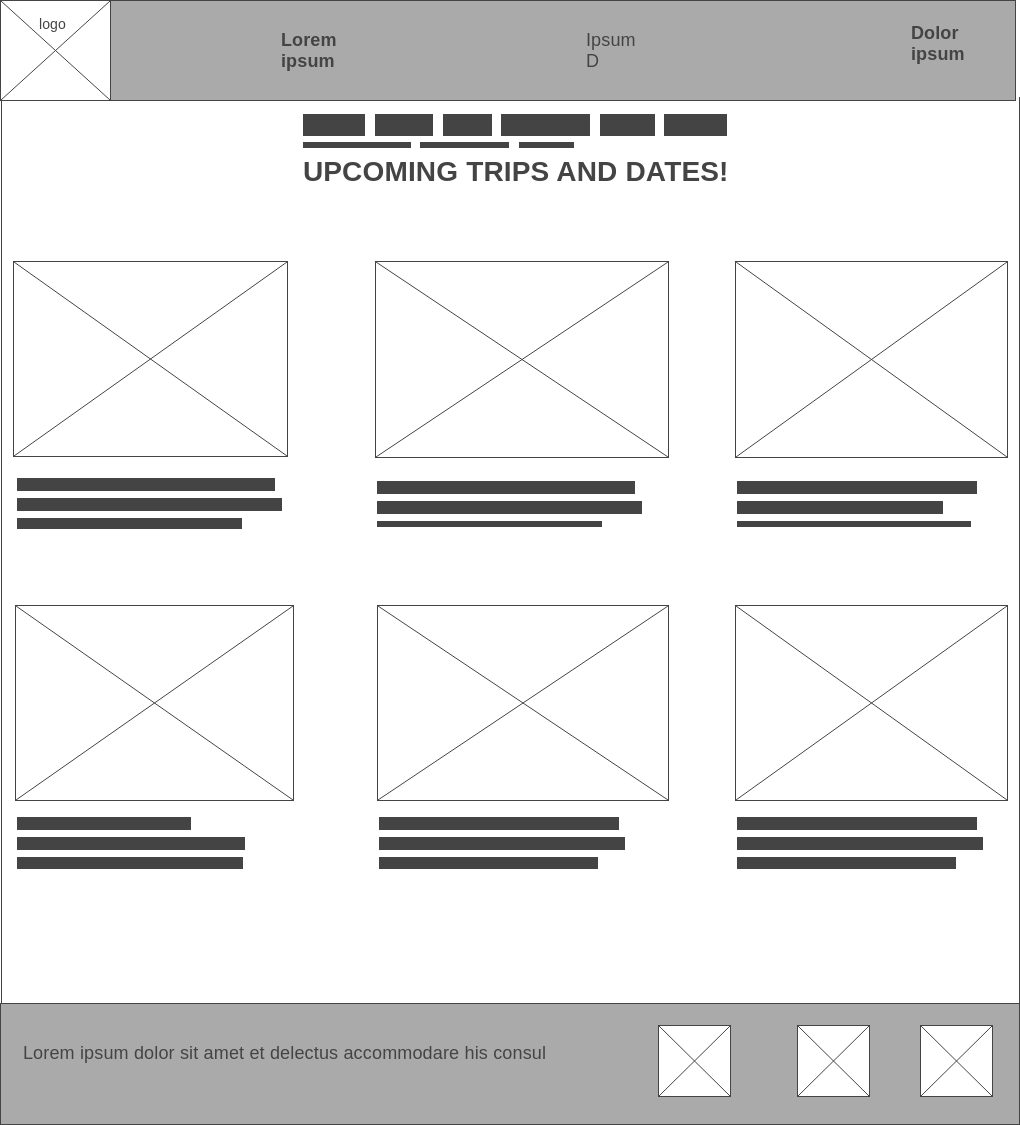 logo
Lorem
ipsum
Ipsum
D
Dolor
ipsum
UPCOMING TRIPS AND DATES!
Lorem ipsum dolor sit amet et delectus accommodare his consul